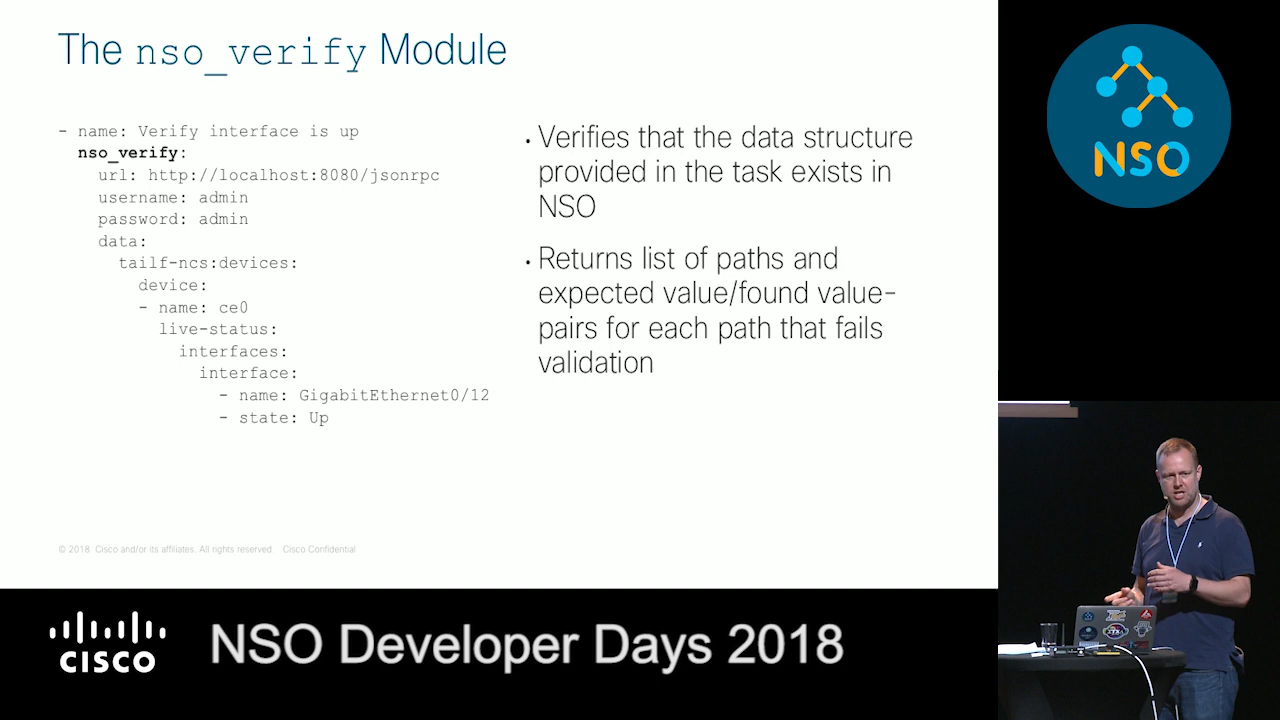 The nso_verify Module
- name: Verify interface is up
nso_verify:
url: http://localhost:8080/jsonrpc
username: admin
password: admin
data:
tailf-ncs:devices:
device:
- name: ce0
live-status:
interfaces:
interface:
- name: GigabitEthernet0/12
- state: Up
• Verifies that the data structure
provided in the task exists in
NSO
• Returns list of paths and
expected value/found value-
pairs for each path that fails
validation
© 2018 Cisco and/or its affiliates. All rights reserved. Cisco Confidential
NSO
CISCO
NSO Developer Days 2018